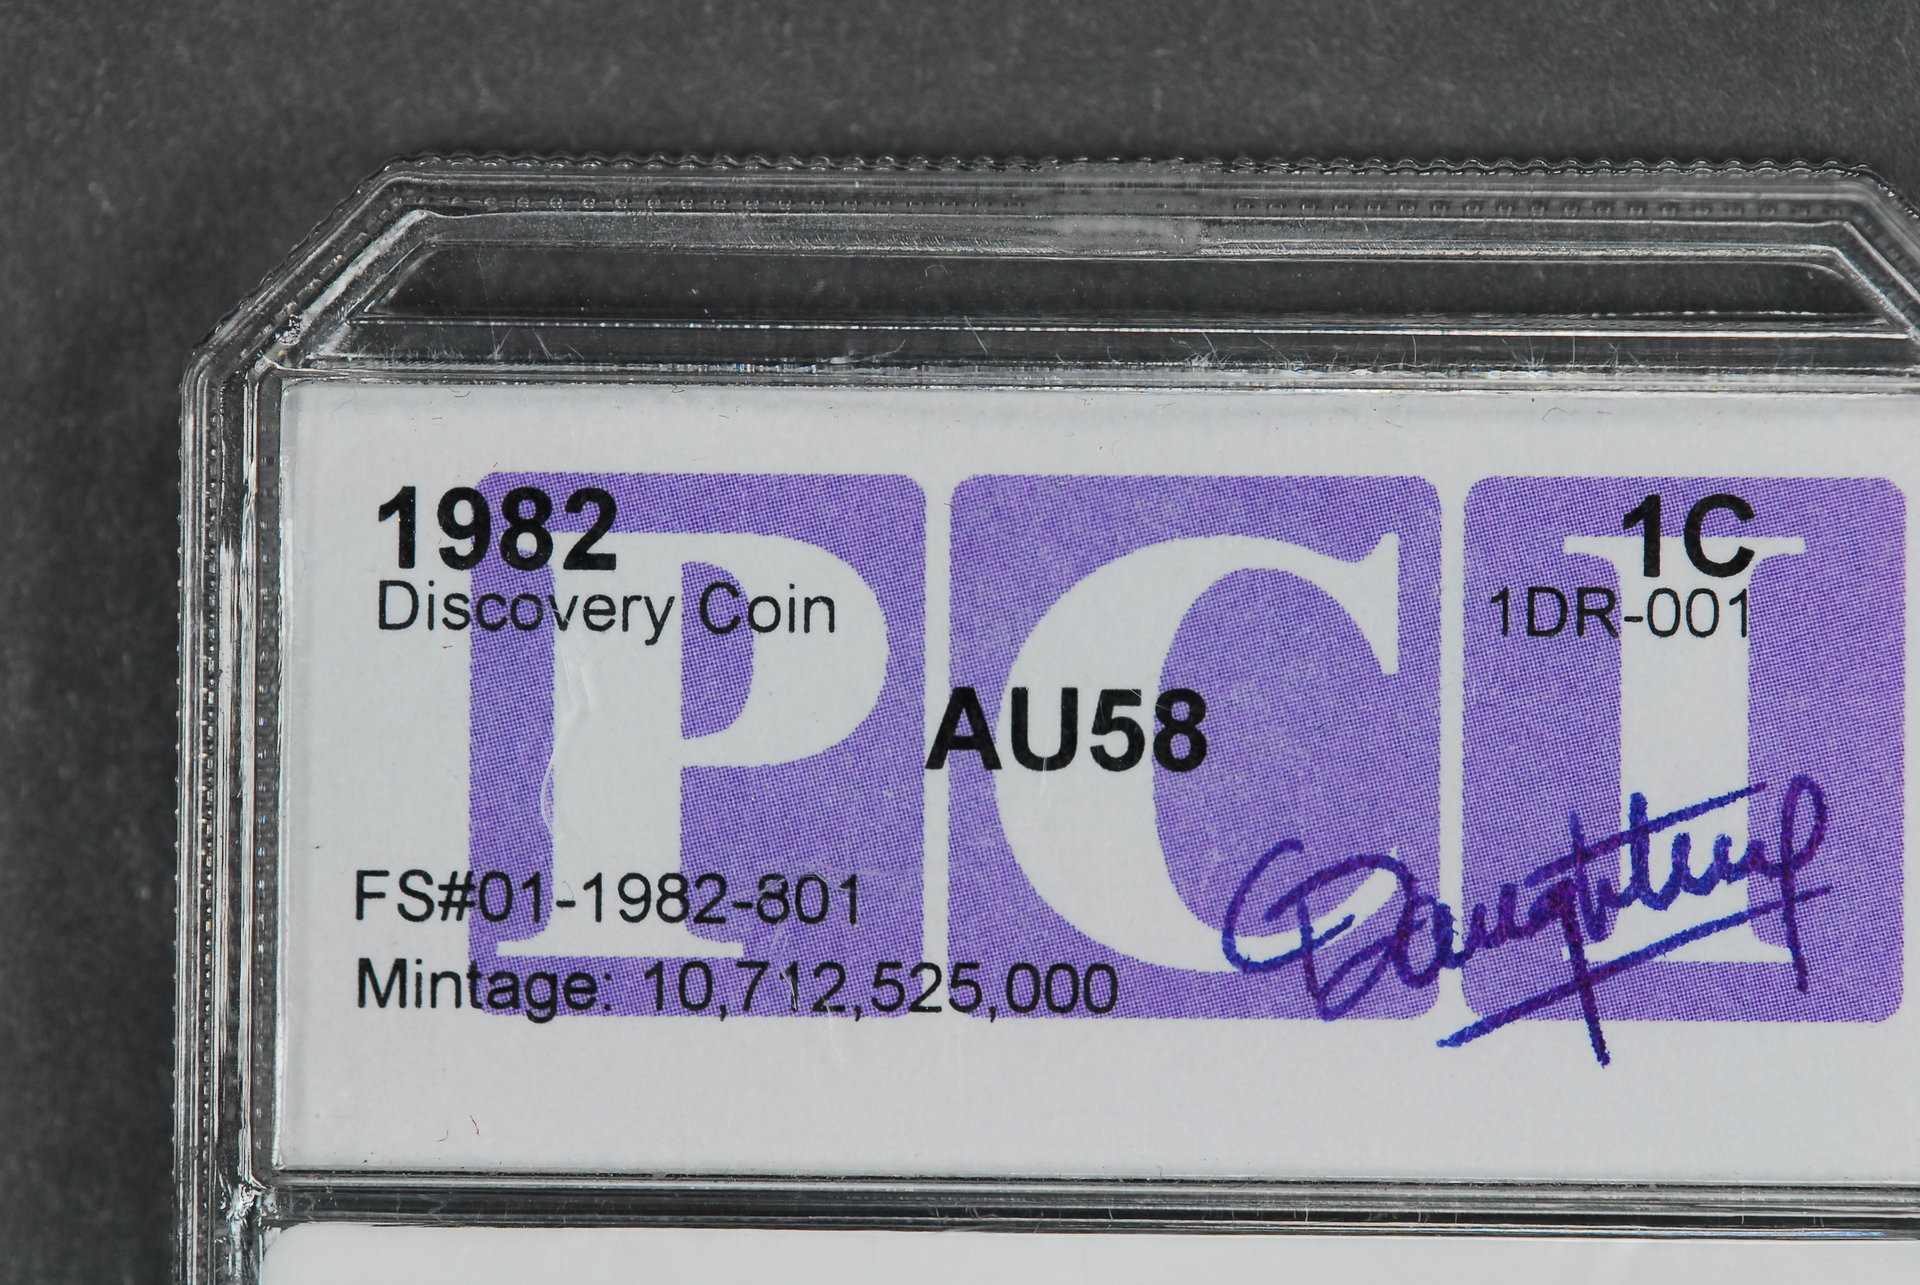 PCI
1982 1C
Discovery Coin 1DR-001
AU58
FS#01-1982-801
Mintage: 10,712,525,000